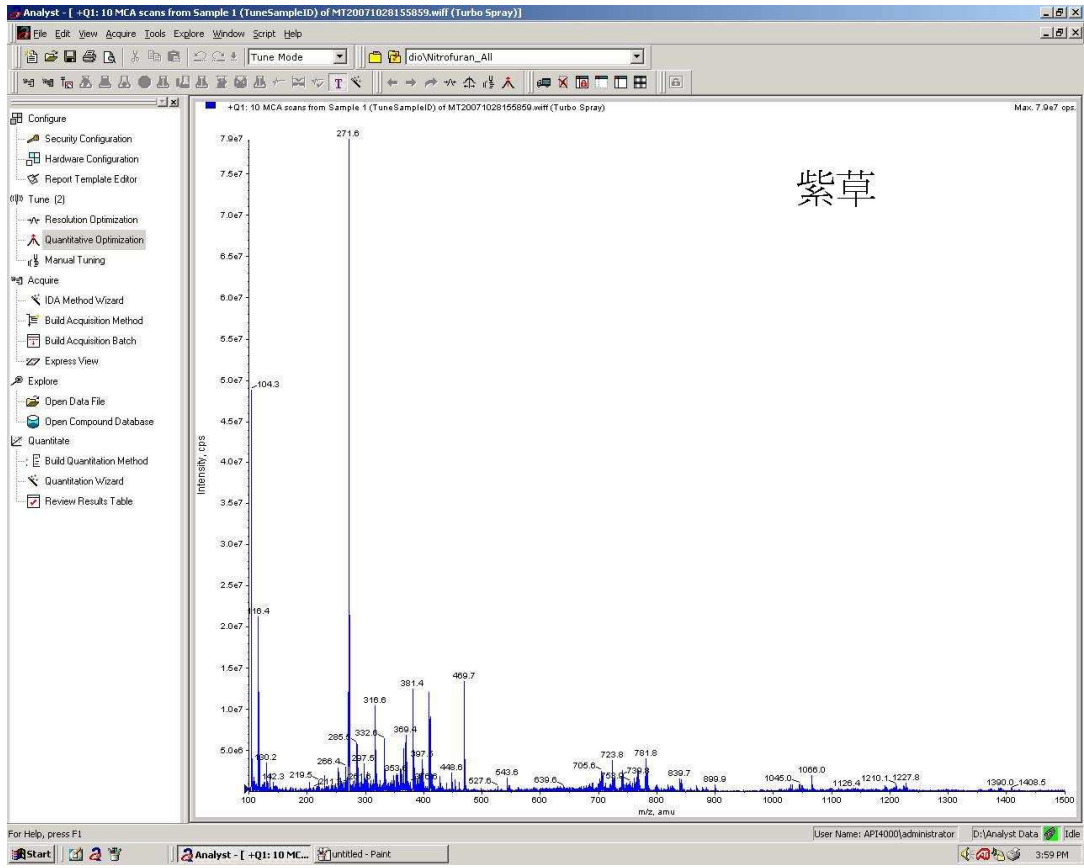 Analyst - [ +Q1: 10 MCA scans from Sample 1 (TuneSampleID) of MT20071028155859.wiff (Turbo Spray)]
File Edit View Acquire Tools Explore Window Script Help
Tune Mode
dio\Nitrofuran_All
Configure
Security Configuration
Hardware Configuration
Report Template Editor
Tune (2)
Resolution Optimization
Quantitative Optimization
Manual Tuning
Acquire
IDA Method Wizard
Build Acquisition Method
Build Acquisition Batch
Express View
Explore
Open Data File
Open Compound Database
Quantitate
Build Quantitation Method
Quantitation Wizard
Review Results Table
+Q1: 10 MCA scans from Sample 1 (TuneSampleID) of MT20071028155859.wiff (Turbo Spray)
Max. 7.9e7 cps.
紫草
7.9e7
7.5e7
7.0e7
6.5e7
6.0e7
5.5e7
5.0e7
4.5e7
4.0e7
3.5e7
3.0e7
2.5e7
2.0e7
1.5e7
1.0e7
5.0e6
Intensity, cps
271.6
104.3
116.4
469.7
381.4
316.6
332.6
369.4
285.5
297.5
397.5
266.4
130.2
142.3
219.5
353.6
448.6
527.6
543.6
639.6
705.6
723.8
739.8
781.8
839.7
899.9
1045.0
1066.0
1126.4
1210.1
1227.8
1390.0
1408.5
100 200 300 400 500 600 700 800 900 1000 1100 1200 1300 1400 1500
m/z, amu
For Help, press F1
User Name: API4000\administrator
D:\Analyst Data
Idle
Start
Analyst - [ +Q1: 10 MC...
untitled - Paint
3:59 PM